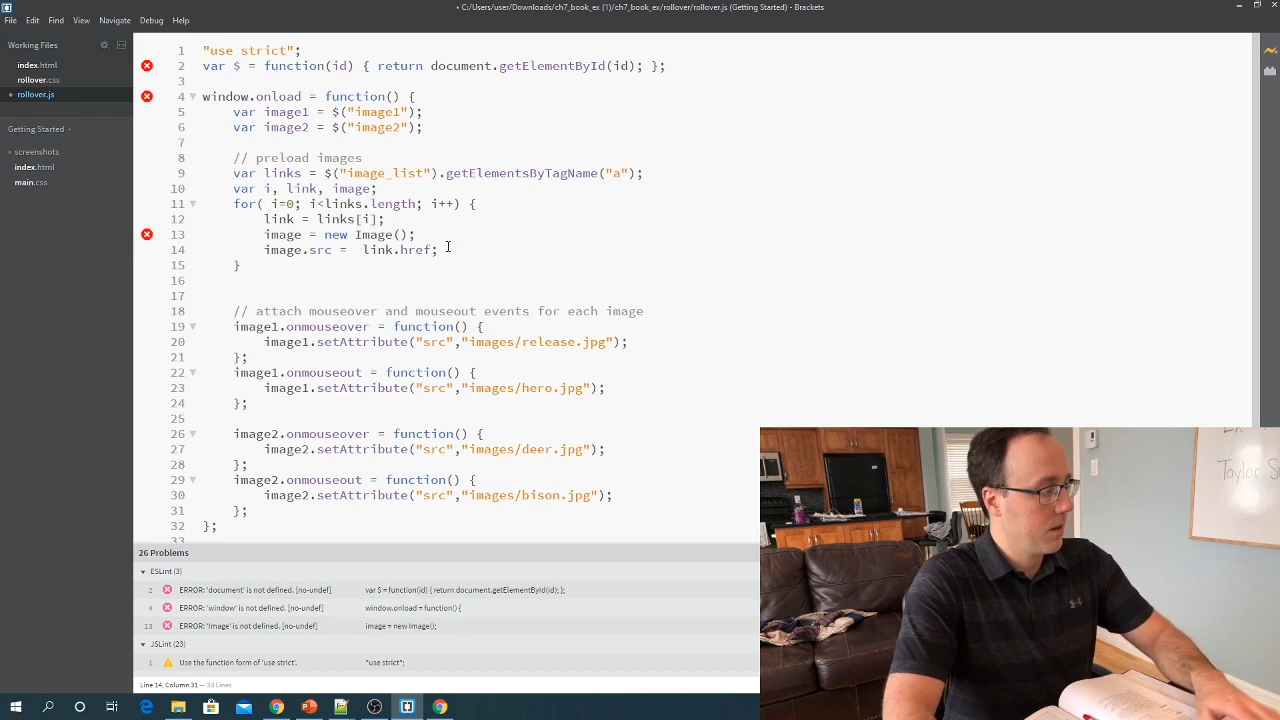 • C:/Users/user/Downloads/ch7_book_ex (1)/ch7_book_ex/rollover/rollover.js (Getting Started) - Brackets
File Edit Find View Navigate Debug Help
Working Files
index.html
rollover.css
rollover.js
Getting Started
screenshots
index.html
main.css
1 "use strict";
2 var $ = function(id) { return document.getElementById(id); };
3
4 window.onload = function() {
5 var image1 = $("image1");
6 var image2 = $("image2");
7
8 // preload images
9 var links = $("image_list").getElementsByTagName("a");
10 var i, link, image;
11 for( i=0; i<links.length; i++) {
12 link = links[i];
13 image = new Image();
14 image.src =  link.href;
15 }
16
17
18 // attach mouseover and mouseout events for each image
19 image1.onmouseover = function() {
20 image1.setAttribute("src","images/release.jpg");
21 };
22 image1.onmouseout = function() {
23 image1.setAttribute("src","images/hero.jpg");
24 };
25
26 image2.onmouseover = function() {
27 image2.setAttribute("src","images/deer.jpg");
28 };
29 image2.onmouseout = function() {
30 image2.setAttribute("src","images/bison.jpg");
31 };
32 };
33
26 Problems
ESLint (3)
2 ERROR: 'document' is not defined. [no-undef] var $ = function(id) { return document.getElementById(id); };
4 ERROR: 'window' is not defined. [no-undef] window.onload = function() {
13 ERROR: 'Image' is not defined. [no-undef] image = new Image();
JSLint (23)
1 Use the function form of 'use strict'. "use strict";
Line 14, Column 31 — 33 Lines
Taylor S